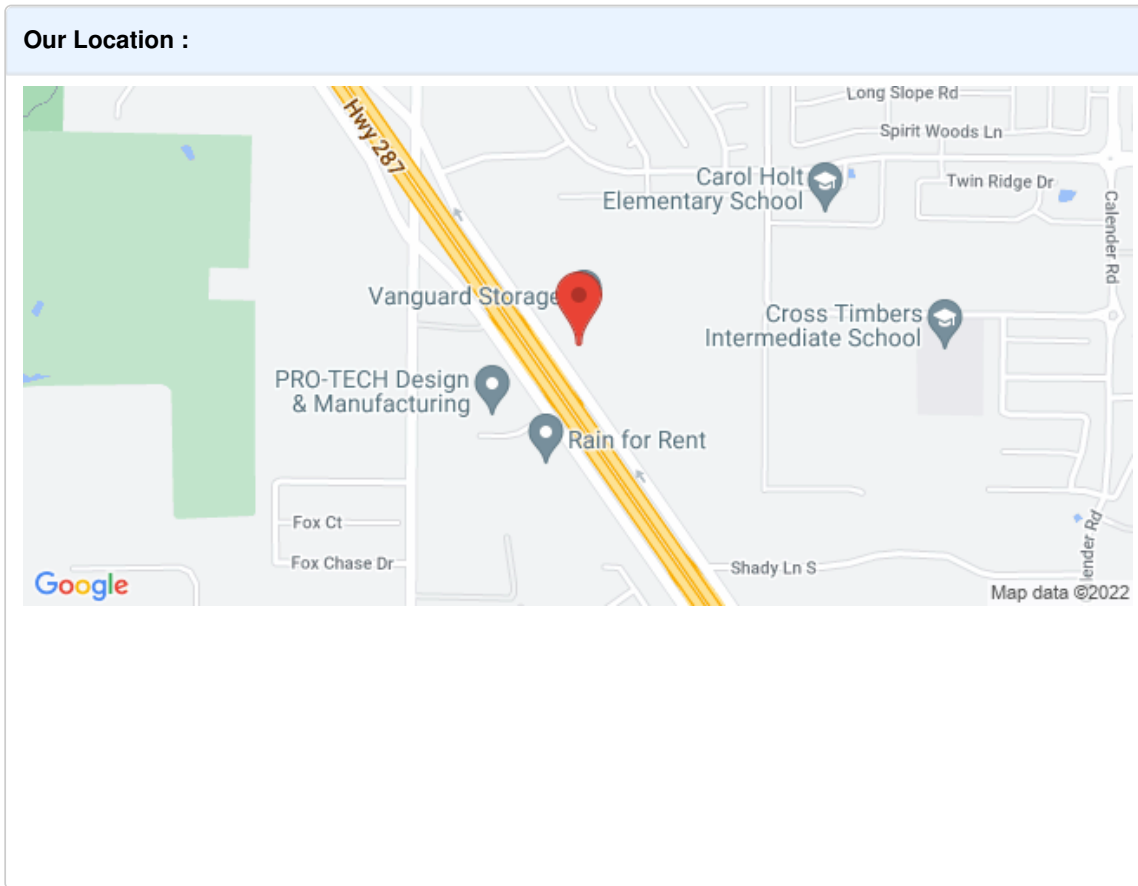 Our Location :
Hwy 287
Long Slope Rd
Spirit Woods Ln
Carol Holt
Elementary School
Twin Ridge Dr
Calender Rd
Vanguard Storage
Cross Timbers
Intermediate School
PRO-TECH Design
& Manufacturing
Rain for Rent
Fox Ct
Fox Chase Dr
Shady Ln S
lender Rd
Google
Map data ©2022